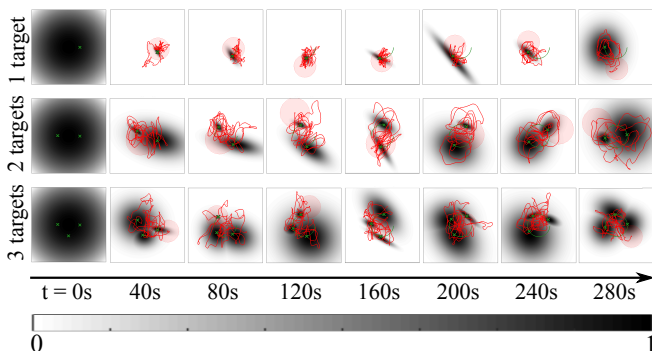 1 target
2 targets
3 targets
t = 0s 40s 80s 120s 160s 200s 240s 280s
0 1